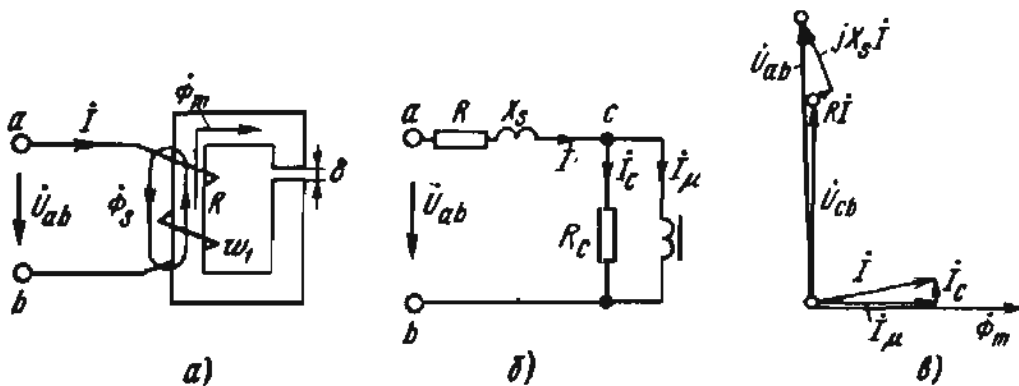 a
İ
Φ̇ₘ
δ
U̇ab
Φ̇s
R
w₁
b
а)
a
R
Xs
c
İ
İc
İμ
U̇ab
Rc
b
б)
U̇ab
jXsİ
Rİ
U̇cb
İ
İc
İμ
Φ̇ₘ
в)